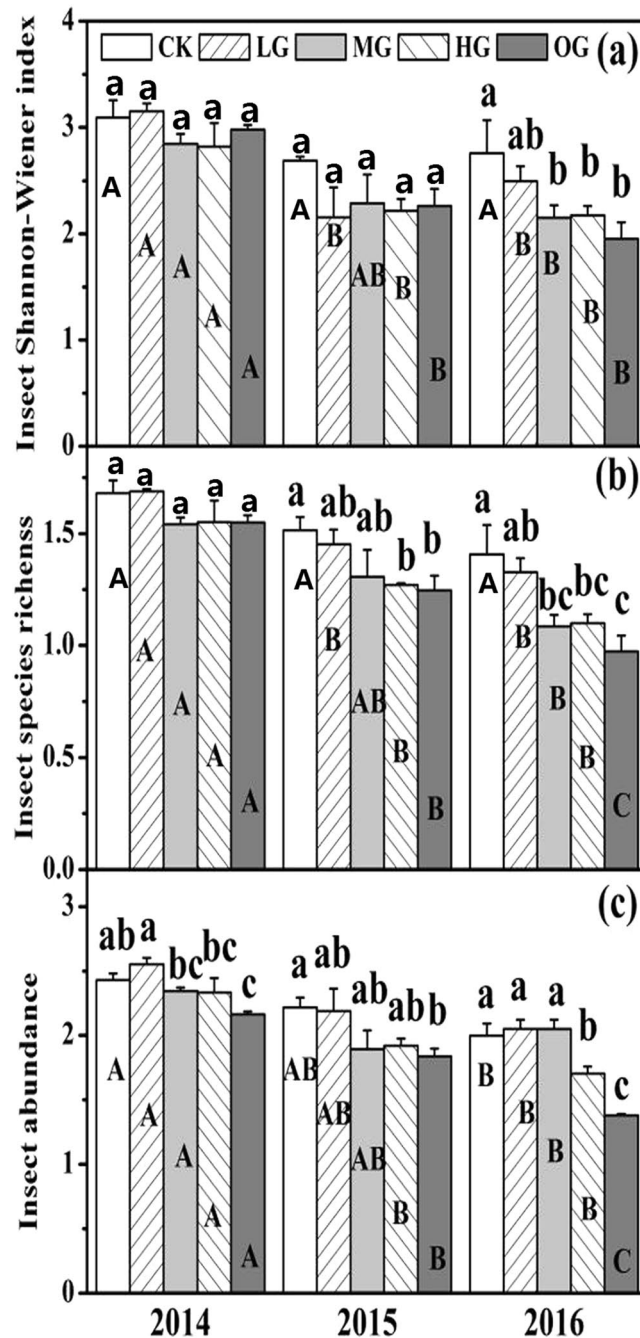 4
CK LG MG HG OG (a)
a a a a a a a a a a a ab b b b
3
A A A A A A B AB B B A B B B B
2
1
0
Insect Shannon-Wiener index
(b)
a a a a a a ab ab b b a ab bc bc c
1.5
A A A A A A B AB B B A B B B C
1.0
0.5
0.0
Insect species richenss
3
(c)
ab a bc bc c a ab ab ab b a a a b c
2
A A A A A AB AB AB B B B B B B C
1
0
Insect abundance
2014 2015 2016